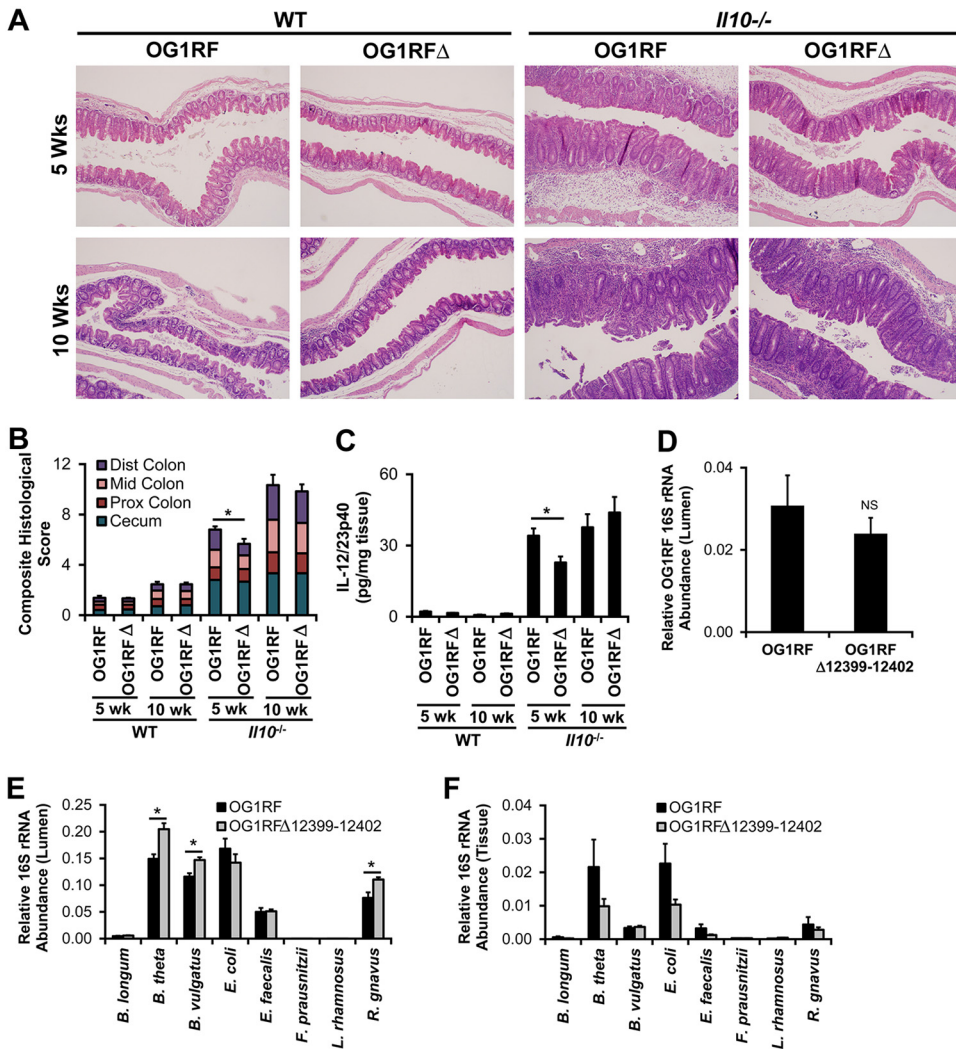 A
WT
Il10-/-
OG1RF
OG1RFΔ
OG1RF
OG1RFΔ
5 Wks
10 Wks
B
Composite Histological
Score
12
8
4
0
Dist Colon
Mid Colon
Prox Colon
Cecum
*
OG1RF
OG1RFΔ
OG1RF
OG1RFΔ
OG1RF
OG1RFΔ
OG1RF
OG1RFΔ
5 wk
10 wk
5 wk
10 wk
WT
Il10-/-
C
IL-12/23p40
(pg/mg tissue)
60
30
0
*
OG1RF
OG1RFΔ
OG1RF
OG1RFΔ
OG1RF
OG1RFΔ
OG1RF
OG1RFΔ
5 wk
10 wk
5 wk
10 wk
WT
Il10-/-
D
Relative OG1RF 16S rRNA
Abundance (Lumen)
0.04
0.02
0.00
NS
OG1RF
OG1RF
Δ12399-12402
E
Relative 16S rRNA
Abundance (Lumen)
0.25
0.20
0.15
0.10
0.05
0.00
OG1RF
OG1RFΔ12399-12402
*
*
*
B. longum
B. theta
B. vulgatus
E. coli
E. faecalis
F. prausnitzii
L. rhamnosus
R. gnavus
F
Relative 16S rRNA
Abundance (Tissue)
0.04
0.03
0.02
0.01
0.00
OG1RF
OG1RFΔ12399-12402
B. longum
B. theta
B. vulgatus
E. coli
E. faecalis
F. prausnitzii
L. rhamnosus
R. gnavus